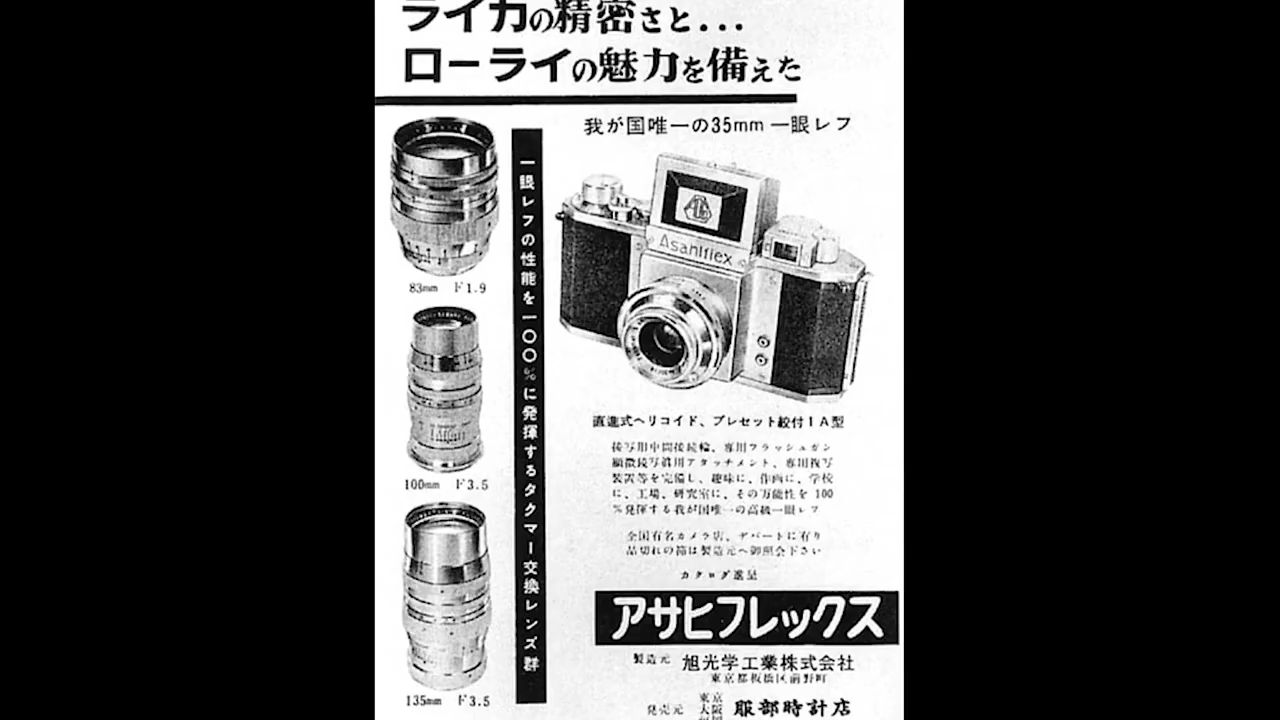 ライカの精密さと...
ローライの魅力を備えた
我が国唯一の35mm 一眼レフ
一眼レフの性能を一〇〇%に発揮するタクマー交換レンズ群
83mm F1.9
100mm F3.5
135mm F3.5
Asahiflex
直進式ヘリコイド、プレセット絞付ⅠA型
接写用中間接続輪、専用フラッシュガン
顕微鏡写眞用アタッチメント、専用複写
装置等を完備し、趣味に、作画に、学校
に、工場、研究室に、その万能性を 100
%発揮する我が国唯一の高級一眼レフ
全国有名カメラ店、デパートに有り
品切れの節は製造元へ御照会下さい
カタログ進呈
アサヒフレックス
製造元 旭光学工業株式会社
東京都板橋区前野町
発売元 東京 大阪 服部時計店